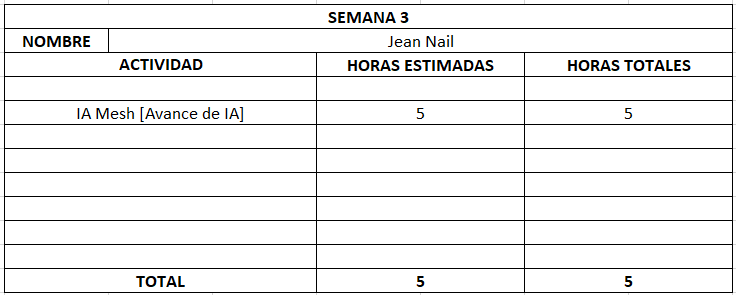 SEMANA 3
NOMBRE Jean Nail
ACTIVIDAD HORAS ESTIMADAS HORAS TOTALES
IA Mesh [Avance de IA] 5 5
TOTAL 5 5